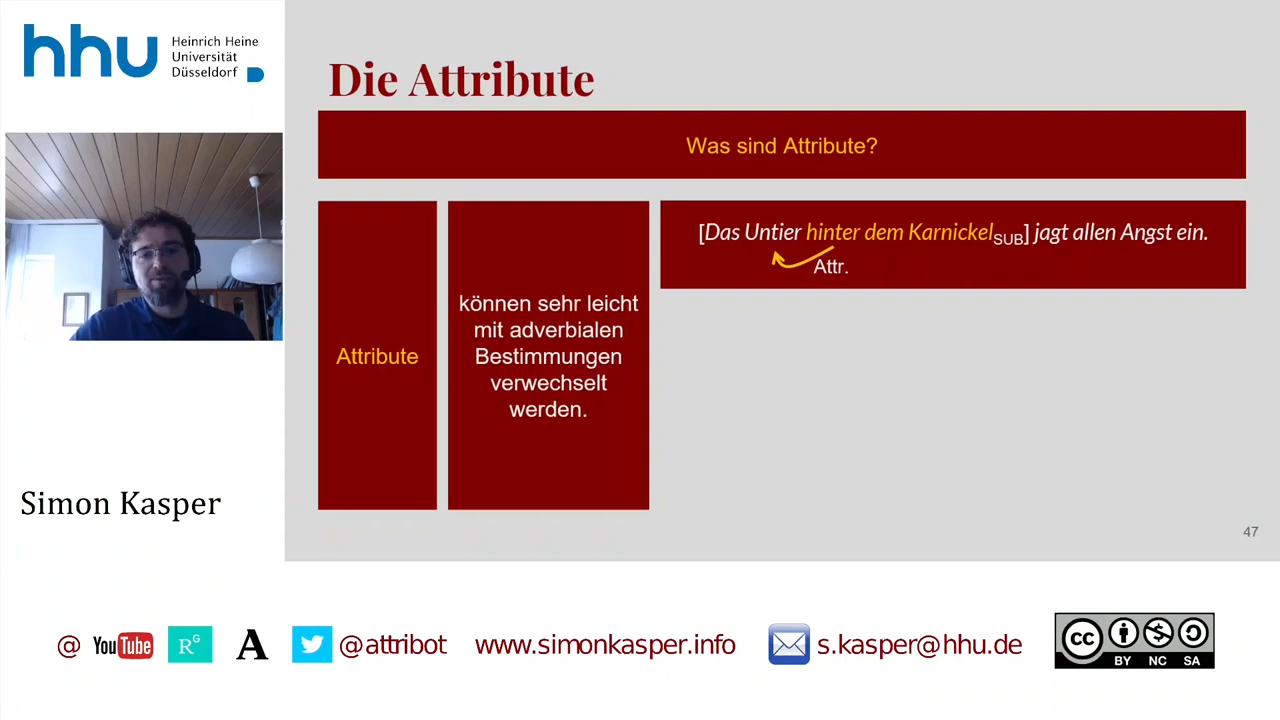 hhu
Heinrich Heine
Universität
Düsseldorf
Die Attribute
Was sind Attribute?
Attribute
können sehr leicht
mit adverbialen
Bestimmungen
verwechselt
werden.
[Das Untier hinter dem KarnickelSUB] jagt allen Angst ein.
Attr.
Simon Kasper
47
@ YouTube RG A @attribot www.simonkasper.info s.kasper@hhu.de
cc
BY NC SA